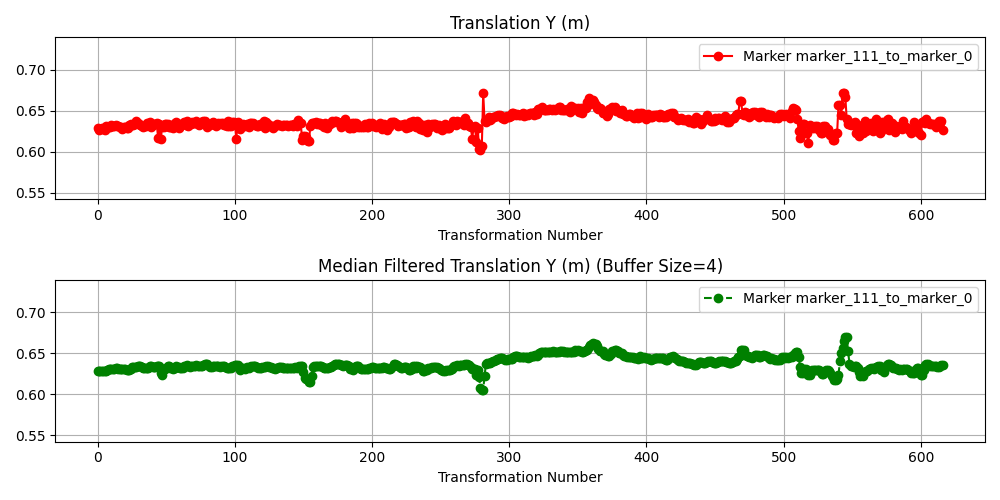 Translation Y (m)
Marker marker_111_to_marker_0
0.70
0.65
0.60
0.55
0 100 200 300 400 500 600
Transformation Number
Median Filtered Translation Y (m) (Buffer Size=4)
Marker marker_111_to_marker_0
0.70
0.65
0.60
0.55
0 100 200 300 400 500 600
Transformation Number